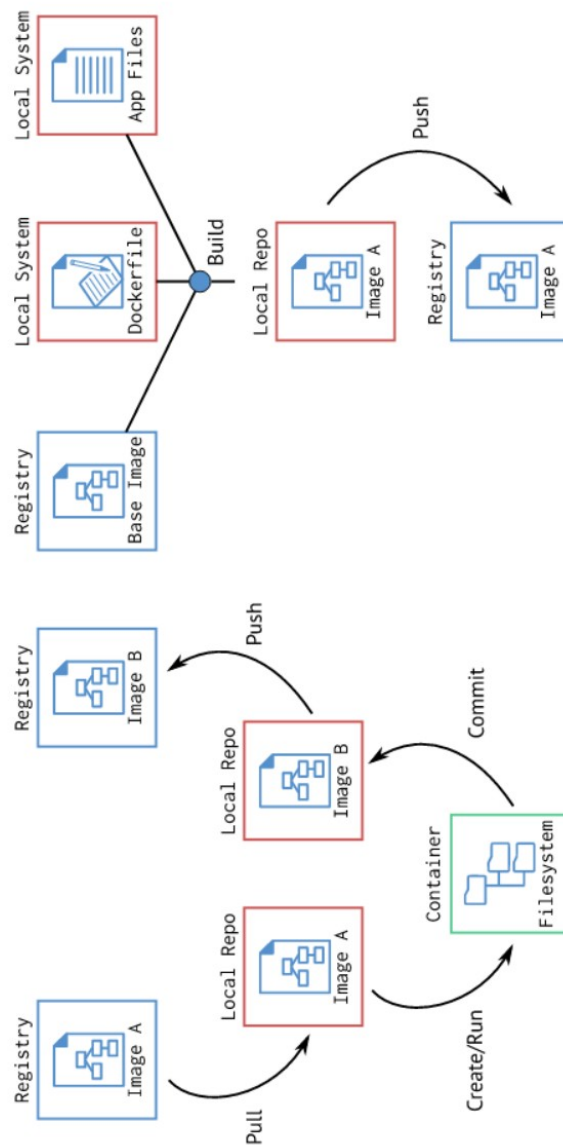 Registry
Image A
Pull
Local Repo
Image A
Create/Run
Container
Filesystem
Commit
Local Repo
Image B
Push
Registry
Image B
Registry
Base Image
Local System
Dockerfile
Local System
App Files
Build
Local Repo
Image A
Push
Registry
Image A